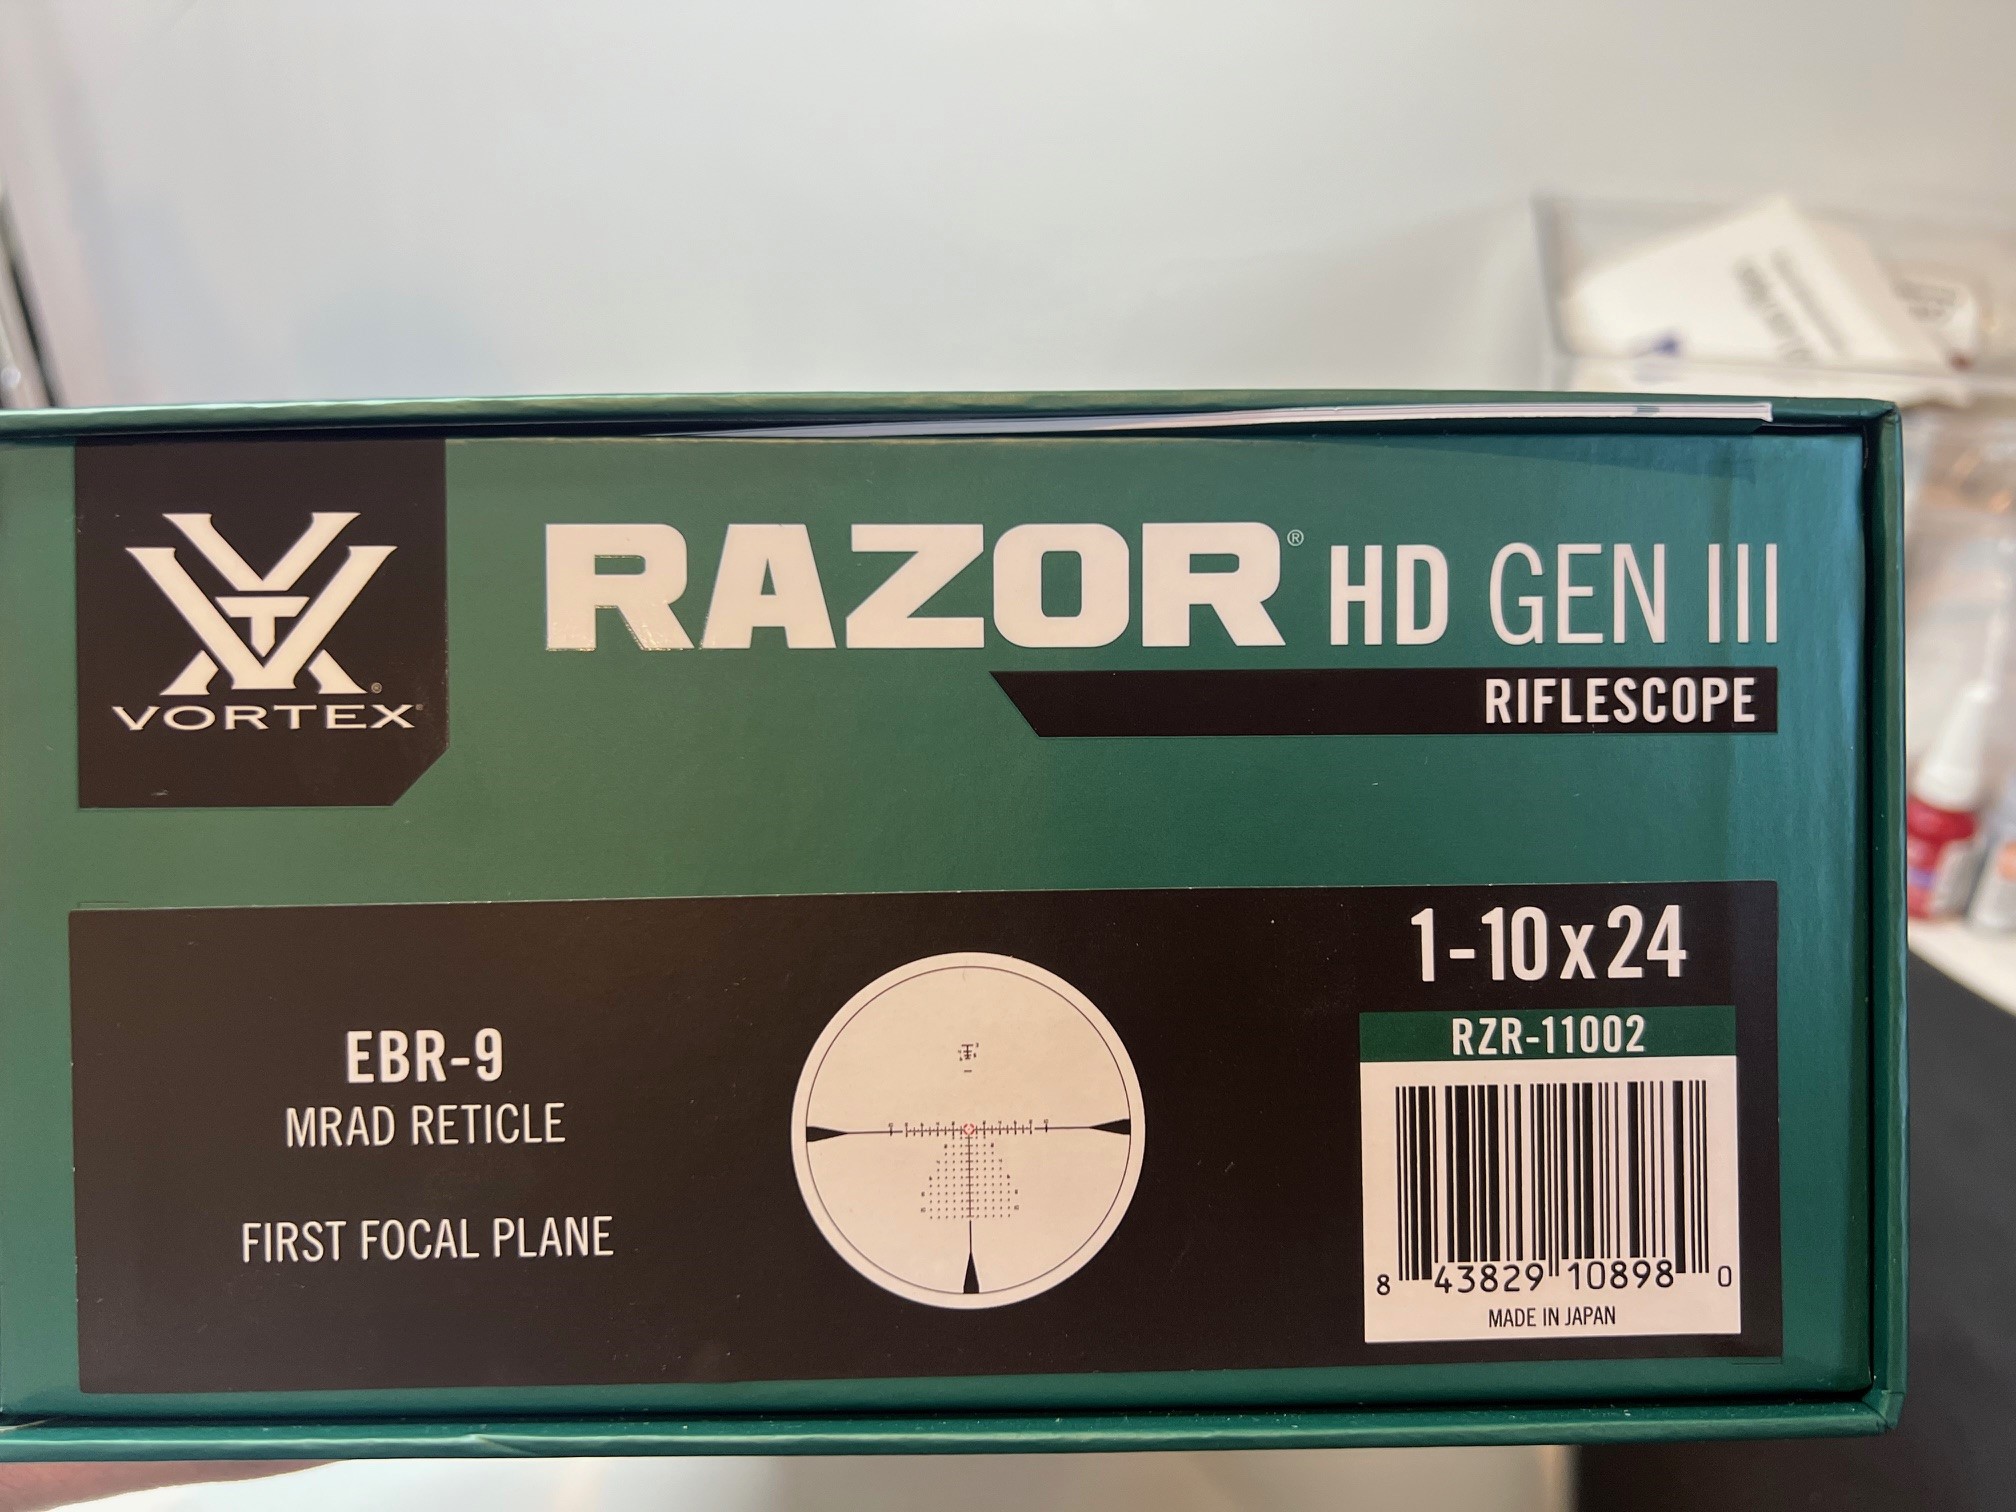 RAZOR® HD GEN III
RIFLESCOPE
VORTEX®
1-10x24
RZR-11002
EBR-9
MRAD RETICLE
FIRST FOCAL PLANE
8 43829 10898 0
MADE IN JAPAN